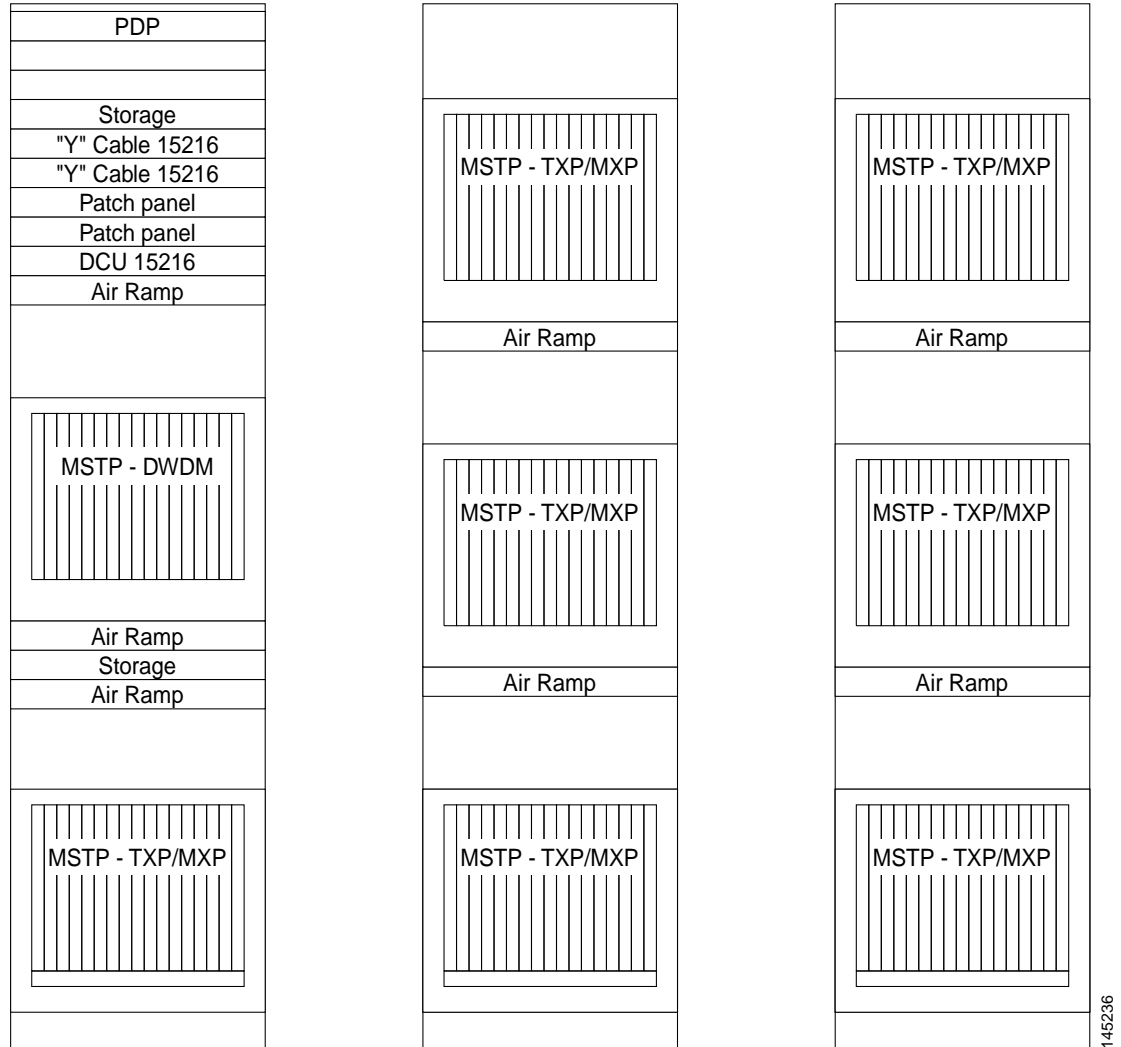 PDP
Storage
"Y" Cable 15216
"Y" Cable 15216
Patch panel
Patch panel
DCU 15216
Air Ramp
MSTP - DWDM
Air Ramp
Storage
Air Ramp
MSTP - TXP/MXP
MSTP - TXP/MXP
Air Ramp
MSTP - TXP/MXP
Air Ramp
MSTP - TXP/MXP
MSTP - TXP/MXP
Air Ramp
MSTP - TXP/MXP
Air Ramp
MSTP - TXP/MXP
145236